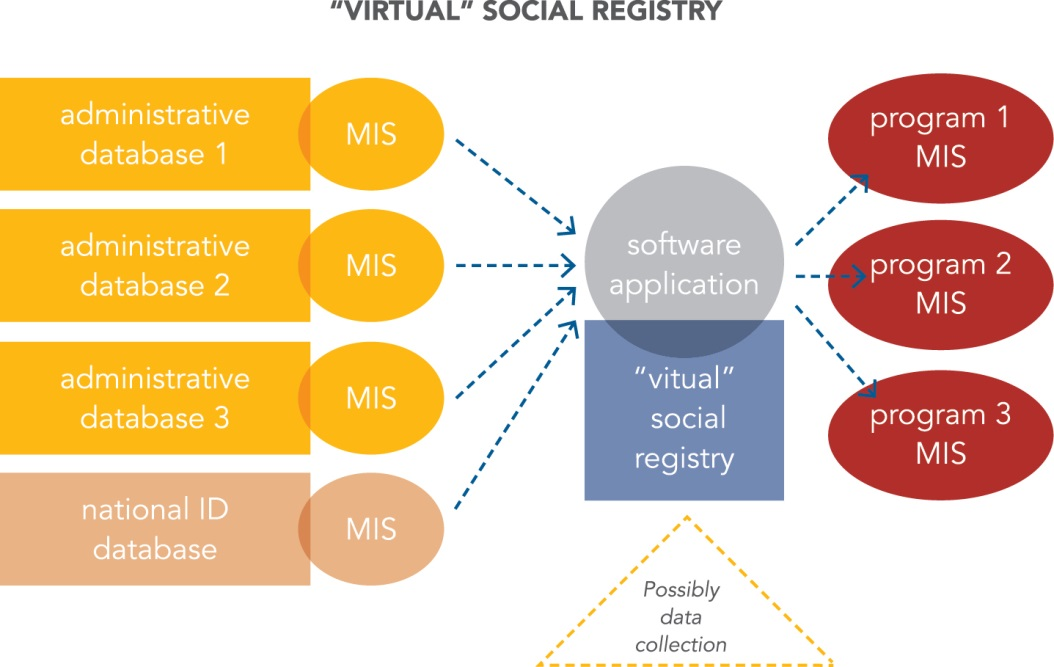 “VIRTUAL” SOCIAL REGISTRY
administrative
database 1
MIS
administrative
database 2
MIS
administrative
database 3
MIS
national ID
database
MIS
software
application
“vitual”
social
registry
Possibly
data
collection
program 1
MIS
program 2
MIS
program 3
MIS